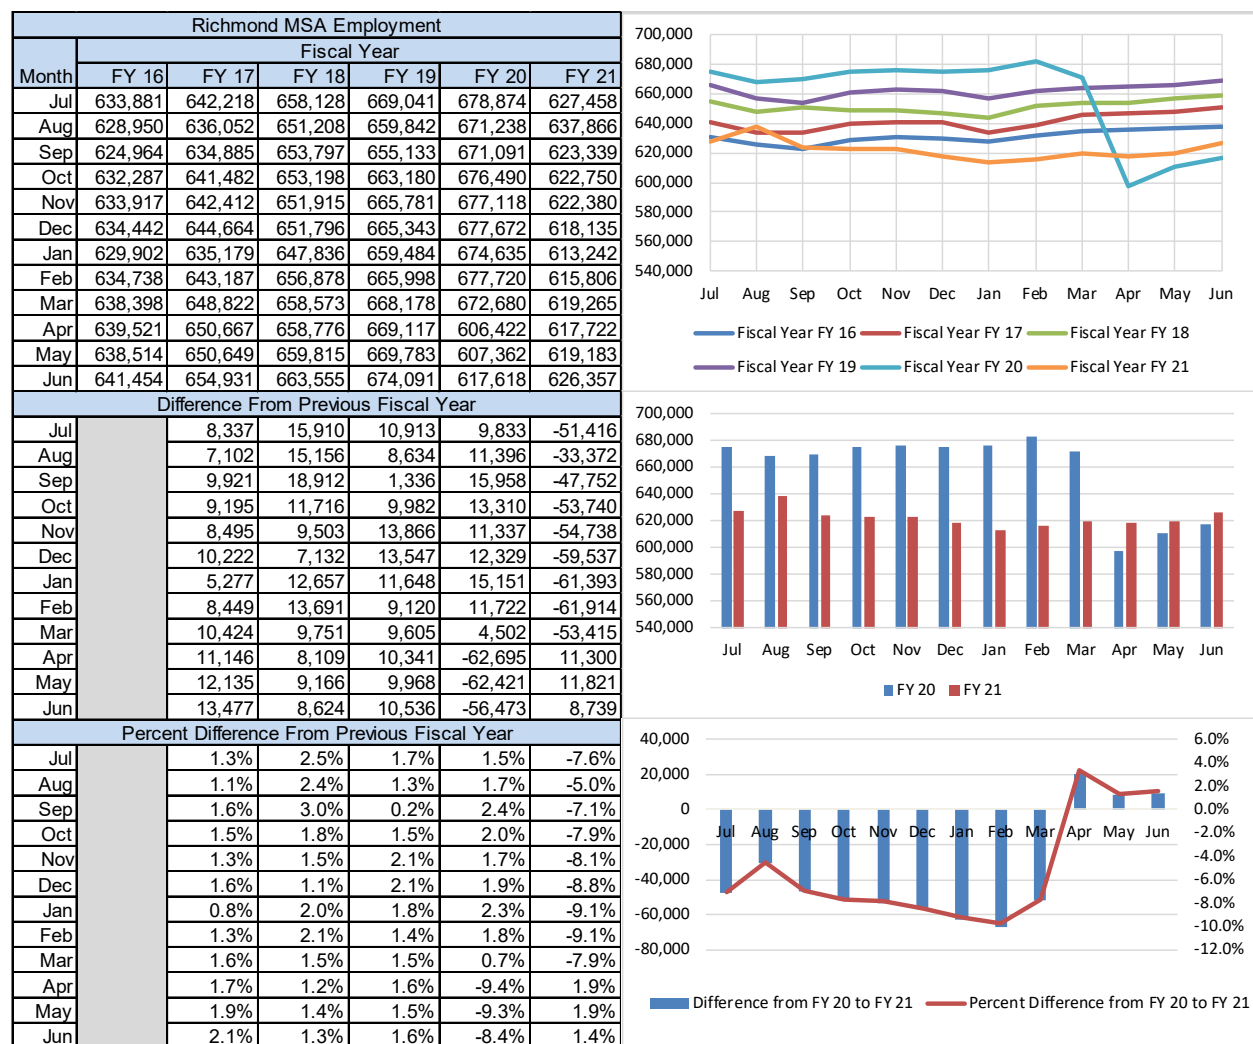 Richmond MSA Employment
Fiscal Year
Month FY 16 FY 17 FY 18 FY 19 FY 20 FY 21
Jul 633,881 642,218 658,128 669,041 678,874 627,458
Aug 628,950 636,052 651,208 659,842 671,238 637,866
Sep 624,964 634,885 653,797 655,133 671,091 623,339
Oct 632,287 641,482 653,198 663,180 676,490 622,750
Nov 633,917 642,412 651,915 665,781 677,118 622,380
Dec 634,442 644,664 651,796 665,343 677,672 618,135
Jan 629,902 635,179 647,836 659,484 674,635 613,242
Feb 634,738 643,187 656,878 665,998 677,720 615,806
Mar 638,398 648,822 658,573 668,178 672,680 619,265
Apr 639,521 650,667 658,776 669,117 606,422 617,722
May 638,514 650,649 659,815 669,783 607,362 619,183
Jun 641,454 654,931 663,555 674,091 617,618 626,357
Difference From Previous Fiscal Year
Jul 8,337 15,910 10,913 9,833 -51,416
Aug 7,102 15,156 8,634 11,396 -33,372
Sep 9,921 18,912 1,336 15,958 -47,752
Oct 9,195 11,716 9,982 13,310 -53,740
Nov 8,495 9,503 13,866 11,337 -54,738
Dec 10,222 7,132 13,547 12,329 -59,537
Jan 5,277 12,657 11,648 15,151 -61,393
Feb 8,449 13,691 9,120 11,722 -61,914
Mar 10,424 9,751 9,605 4,502 -53,415
Apr 11,146 8,109 10,341 -62,695 11,300
May 12,135 9,166 9,968 -62,421 11,821
Jun 13,477 8,624 10,536 -56,473 8,739
Percent Difference From Previous Fiscal Year
Jul 1.3% 2.5% 1.7% 1.5% -7.6%
Aug 1.1% 2.4% 1.3% 1.7% -5.0%
Sep 1.6% 3.0% 0.2% 2.4% -7.1%
Oct 1.5% 1.8% 1.5% 2.0% -7.9%
Nov 1.3% 1.5% 2.1% 1.7% -8.1%
Dec 1.6% 1.1% 2.1% 1.9% -8.8%
Jan 0.8% 2.0% 1.8% 2.3% -9.1%
Feb 1.3% 2.1% 1.4% 1.8% -9.1%
Mar 1.6% 1.5% 1.5% 0.7% -7.9%
Apr 1.7% 1.2% 1.6% -9.4% 1.9%
May 1.9% 1.4% 1.5% -9.3% 1.9%
Jun 2.1% 1.3% 1.6% -8.4% 1.4%
700,000
680,000
660,000
640,000
620,000
600,000
580,000
560,000
540,000
Jul Aug Sep Oct Nov Dec Jan Feb Mar Apr May Jun
Fiscal Year FY 16 Fiscal Year FY 17 Fiscal Year FY 18
Fiscal Year FY 19 Fiscal Year FY 20 Fiscal Year FY 21
700,000
680,000
660,000
640,000
620,000
600,000
580,000
560,000
540,000
Jul Aug Sep Oct Nov Dec Jan Feb Mar Apr May Jun
FY 20 FY 21
40,000
20,000
0
-20,000
-40,000
-60,000
-80,000
Jul Aug Sep Oct Nov Dec Jan Feb Mar Apr May Jun
6.0%
4.0%
2.0%
0.0%
-2.0%
-4.0%
-6.0%
-8.0%
-10.0%
-12.0%
Difference from FY 20 to FY 21 Percent Difference from FY 20 to FY 21